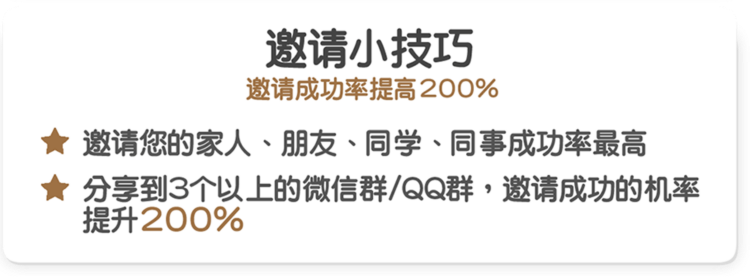 邀请小技巧
邀请成功率提高200%
邀请您的家人、朋友、同学、同事成功率最高
分享到3个以上的微信群/QQ群，邀请成功的机率
提升200%